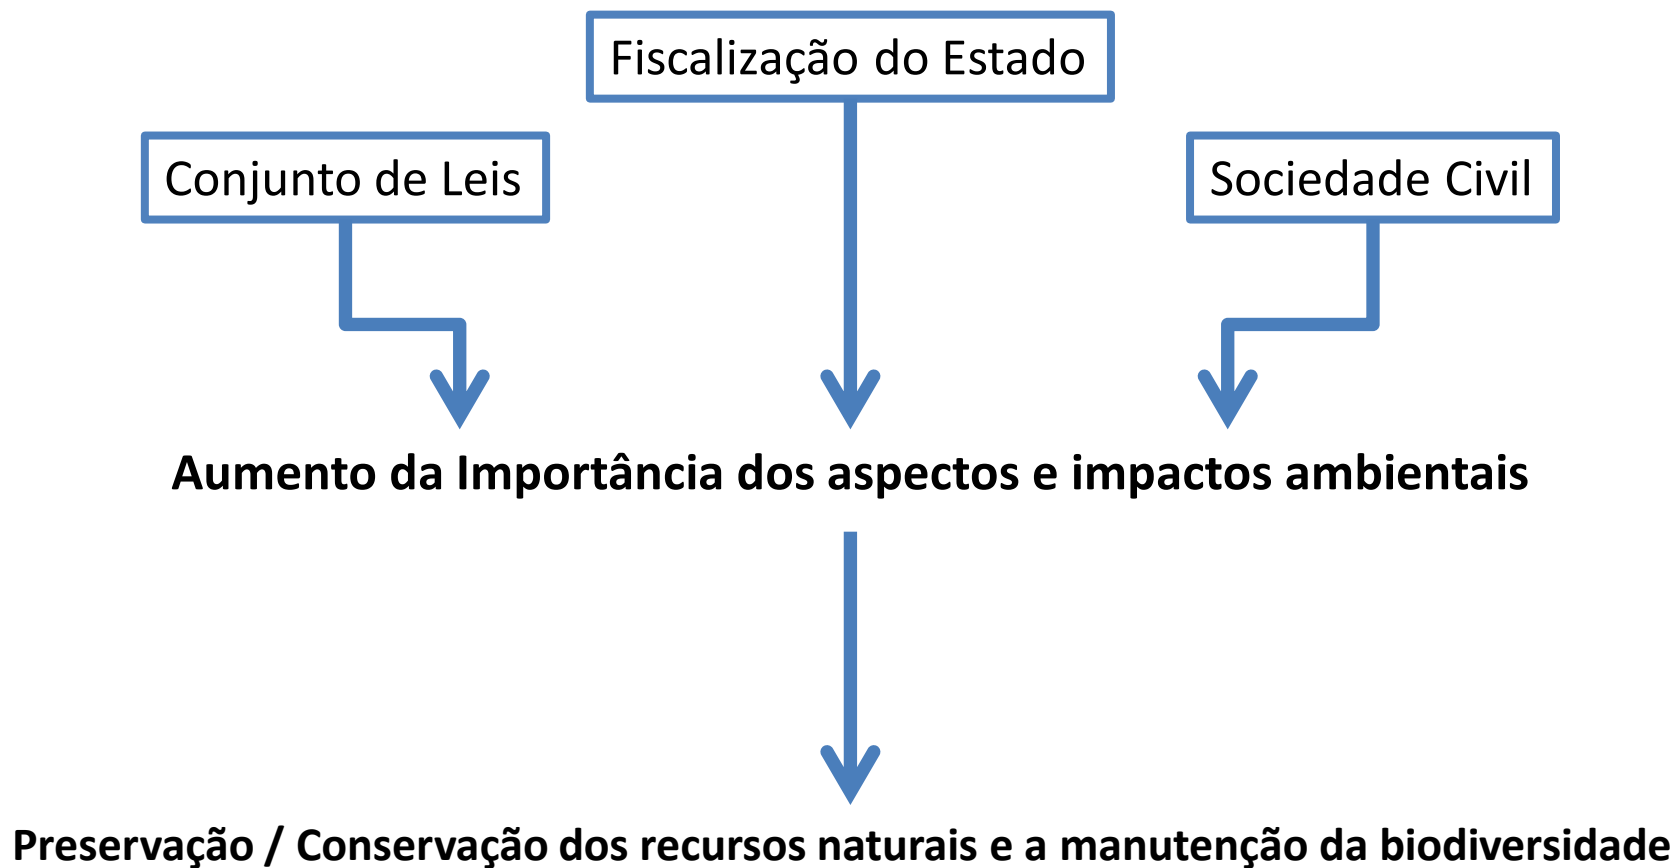 Fiscalização do Estado
Conjunto de Leis
Sociedade Civil
Aumento da Importância dos aspectos e impactos ambientais
Preservação / Conservação dos recursos naturais e a manutenção da biodiversidade